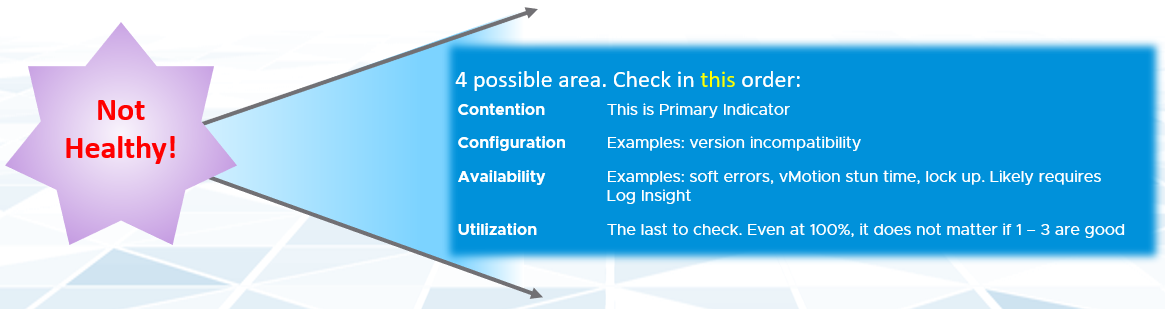 Not
Healthy!
4 possible area. Check in this order:
Contention This is Primary Indicator
Configuration Examples: version incompatibility
Availability Examples: soft errors, vMotion stun time, lock up. Likely requires
Log Insight
Utilization The last to check. Even at 100%, it does not matter if 1 – 3 are good